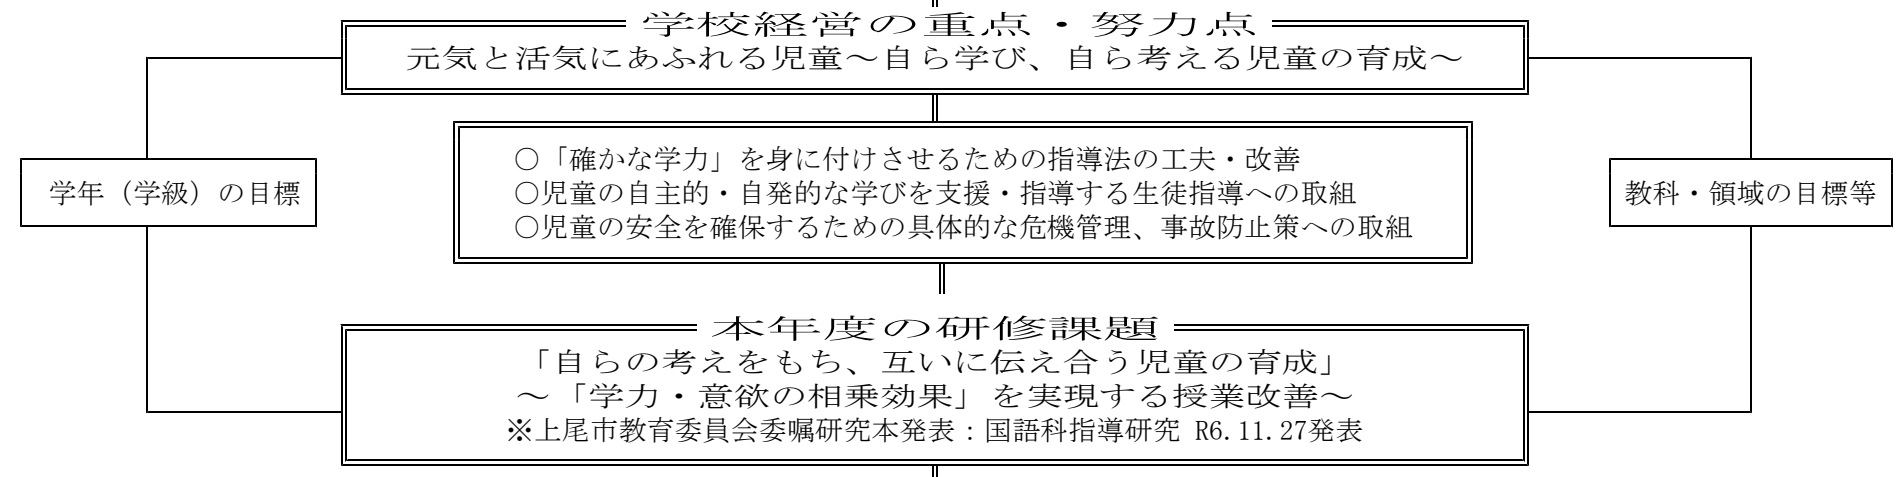 学校経営の重点・努力点
元気と活気にあふれる児童～自ら学び、自ら考える児童の育成～
○「確かな学力」を身に付けさせるための指導法の工夫・改善
○児童の自主的・自発的な学びを支援・指導する生徒指導への取組
○児童の安全を確保するための具体的な危機管理、事故防止策への取組
学年（学級）の目標
教科・領域の目標等
本年度の研修課題
「自らの考えをもち、互いに伝え合う児童の育成」
～「学力・意欲の相乗効果」を実現する授業改善～
※上尾市教育委員会委嘱研究本発表：国語科指導研究 R6.11.27発表